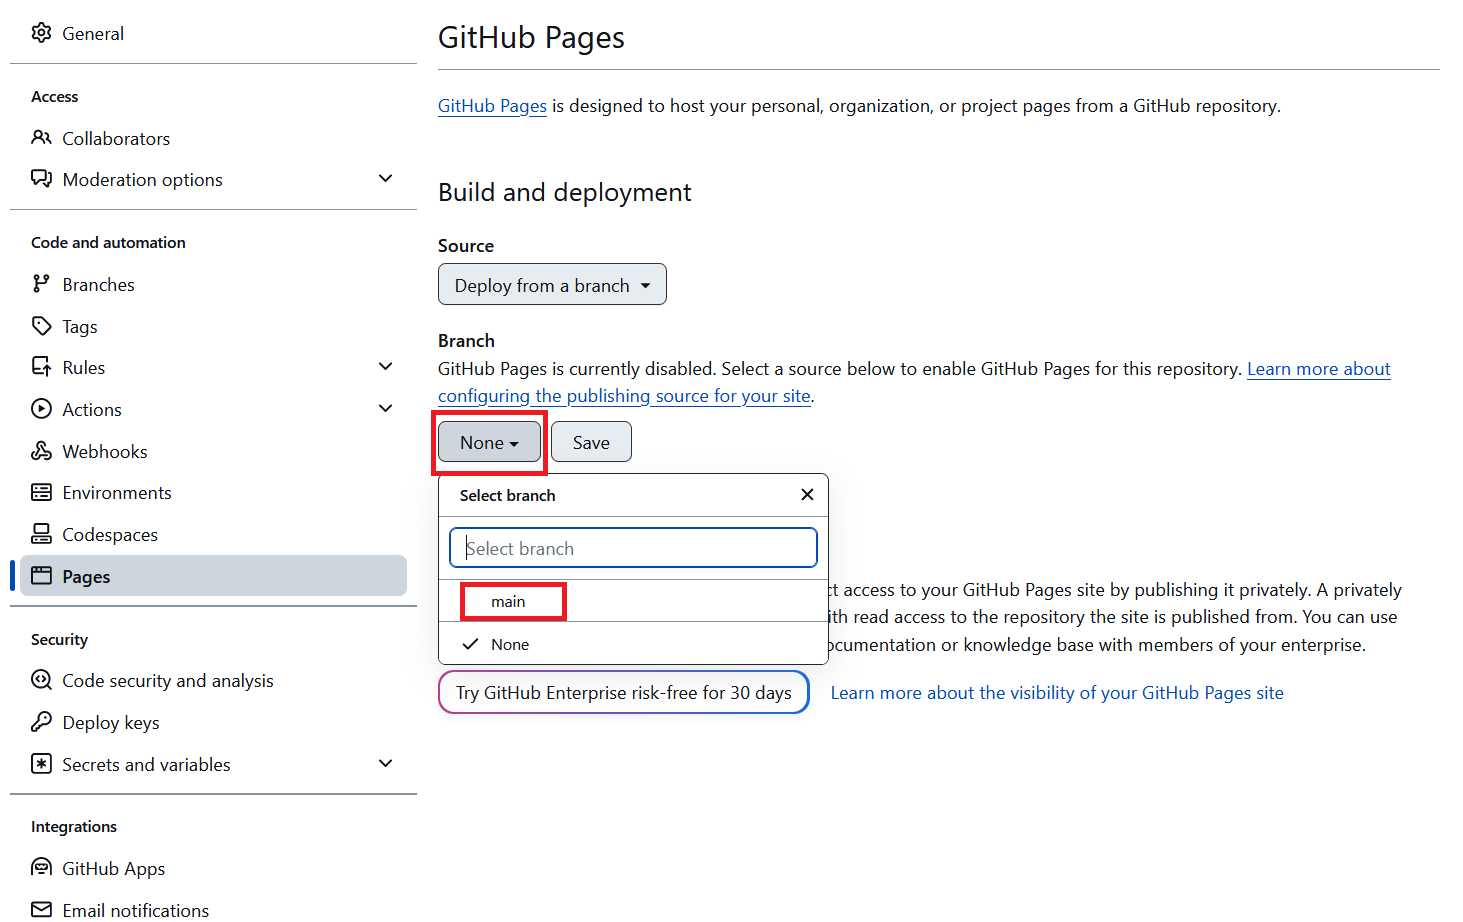 General
Access
Collaborators
Moderation options
Code and automation
Branches
Tags
Rules
Actions
Webhooks
Environments
Codespaces
Pages
Security
Code security and analysis
Deploy keys
Secrets and variables
Integrations
GitHub Apps
Email notifications
GitHub Pages
GitHub Pages is designed to host your personal, organization, or project pages from a GitHub repository.
Build and deployment
Source
Deploy from a branch
Branch
GitHub Pages is currently disabled. Select a source below to enable GitHub Pages for this repository. Learn more about
configuring the publishing source for your site.
None
Save
Select branch
Select branch
main
None
access to your GitHub Pages site by publishing it privately. A privately
read access to the repository the site is published from. You can use
or knowledge base with members of your enterprise.
Try GitHub Enterprise risk-free for 30 days
Learn more about the visibility of your GitHub Pages site